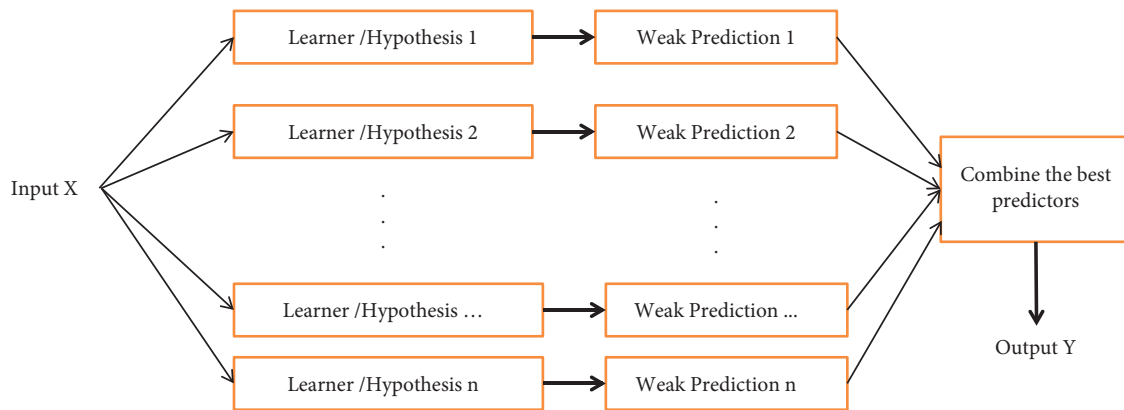 Learner /Hypothesis 1
Weak Prediction 1
Learner /Hypothesis 2
Weak Prediction 2
Input X
.
.
.
.
.
.
Combine the best
predictors
Learner /Hypothesis …
Weak Prediction ...
Output Y
Learner /Hypothesis n
Weak Prediction n